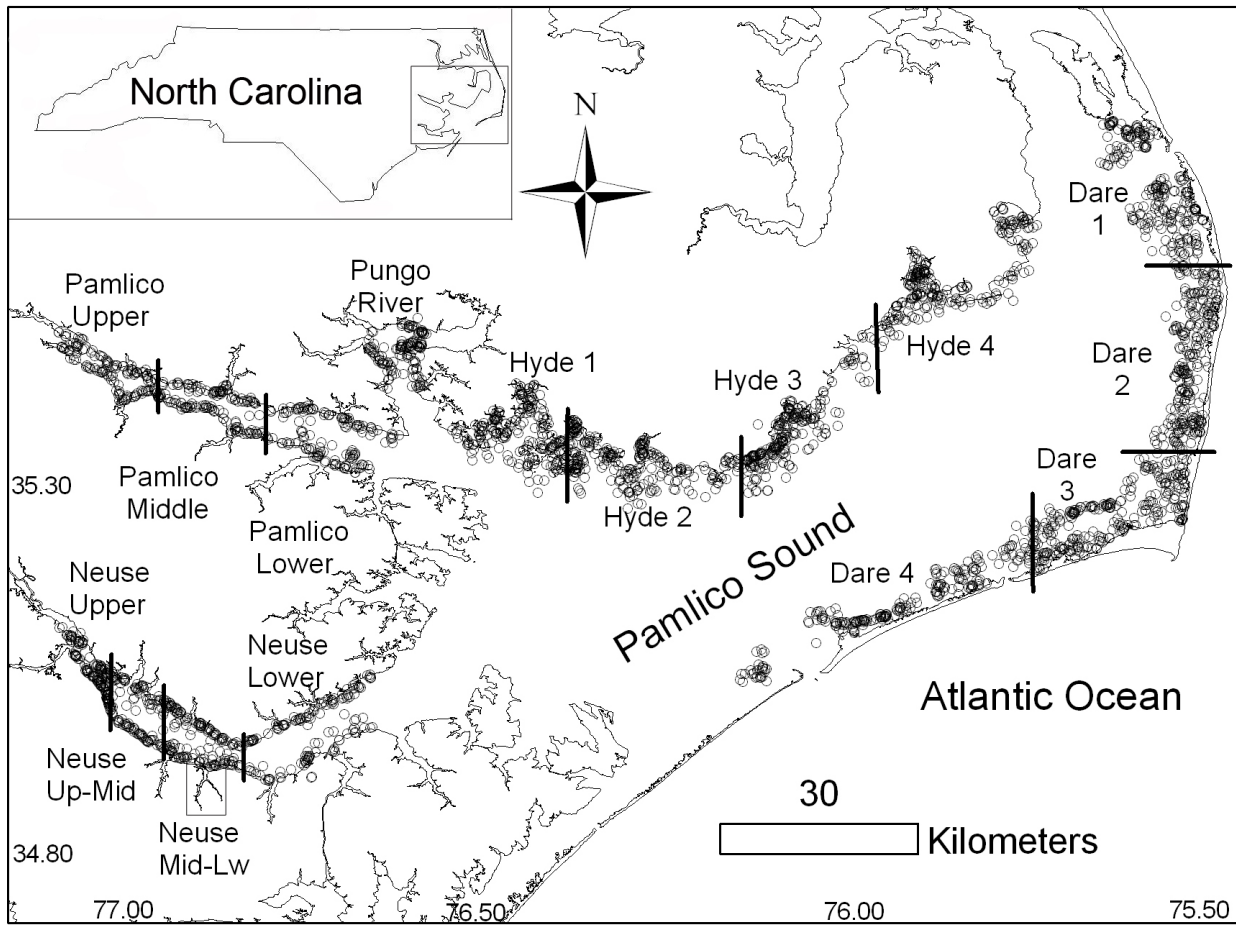 North Carolina
N
Dare
1
Pungo
River
Pamlico
Upper
Hyde 1
Hyde 4
Hyde 3
Dare
2
Dare
3
Pamlico
Middle
35.30
Hyde 2
Pamlico
Lower
Pamlico Sound
Dare 4
Neuse
Upper
Neuse
Lower
Atlantic Ocean
Neuse
Up-Mid
30
Kilometers
Neuse
Mid-Lw
34.80
77.00
76.50
76.00
75.50